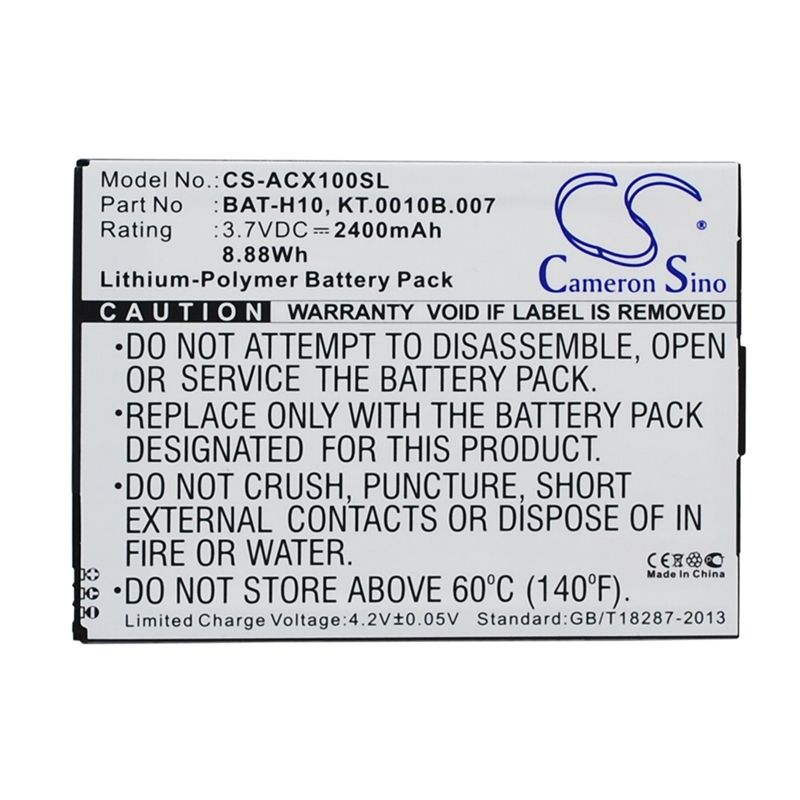 Model No.: CS-ACX100SL
Part No : BAT-H10, KT.0010B.007
Rating : 3.7VDC ⎓ 2400mAh
8.88Wh
Lithium-Polymer Battery Pack
CS ®
Cameron Sino
CAUTION WARRANTY VOID IF LABEL IS REMOVED
•DO NOT ATTEMPT TO DISASSEMBLE, OPEN
OR SERVICE THE BATTERY PACK.
•REPLACE ONLY WITH THE BATTERY PACK
DESIGNATED FOR THIS PRODUCT.
•DO NOT CRUSH, PUNCTURE, SHORT
EXTERNAL CONTACTS OR DISPOSE OF IN
FIRE OR WATER.
CE
Made In China
•DO NOT STORE ABOVE 60°C (140°F).
Limited Charge Voltage:4.2V±0.05V Standard:GB/T18287-2013